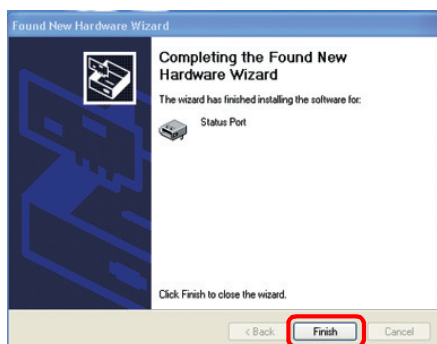 Found New Hardware Wizard
Completing the Found New
Hardware Wizard
The wizard has finished installing the software for:
Status Port
Click Finish to close the wizard.
< Back
Finish
Cancel